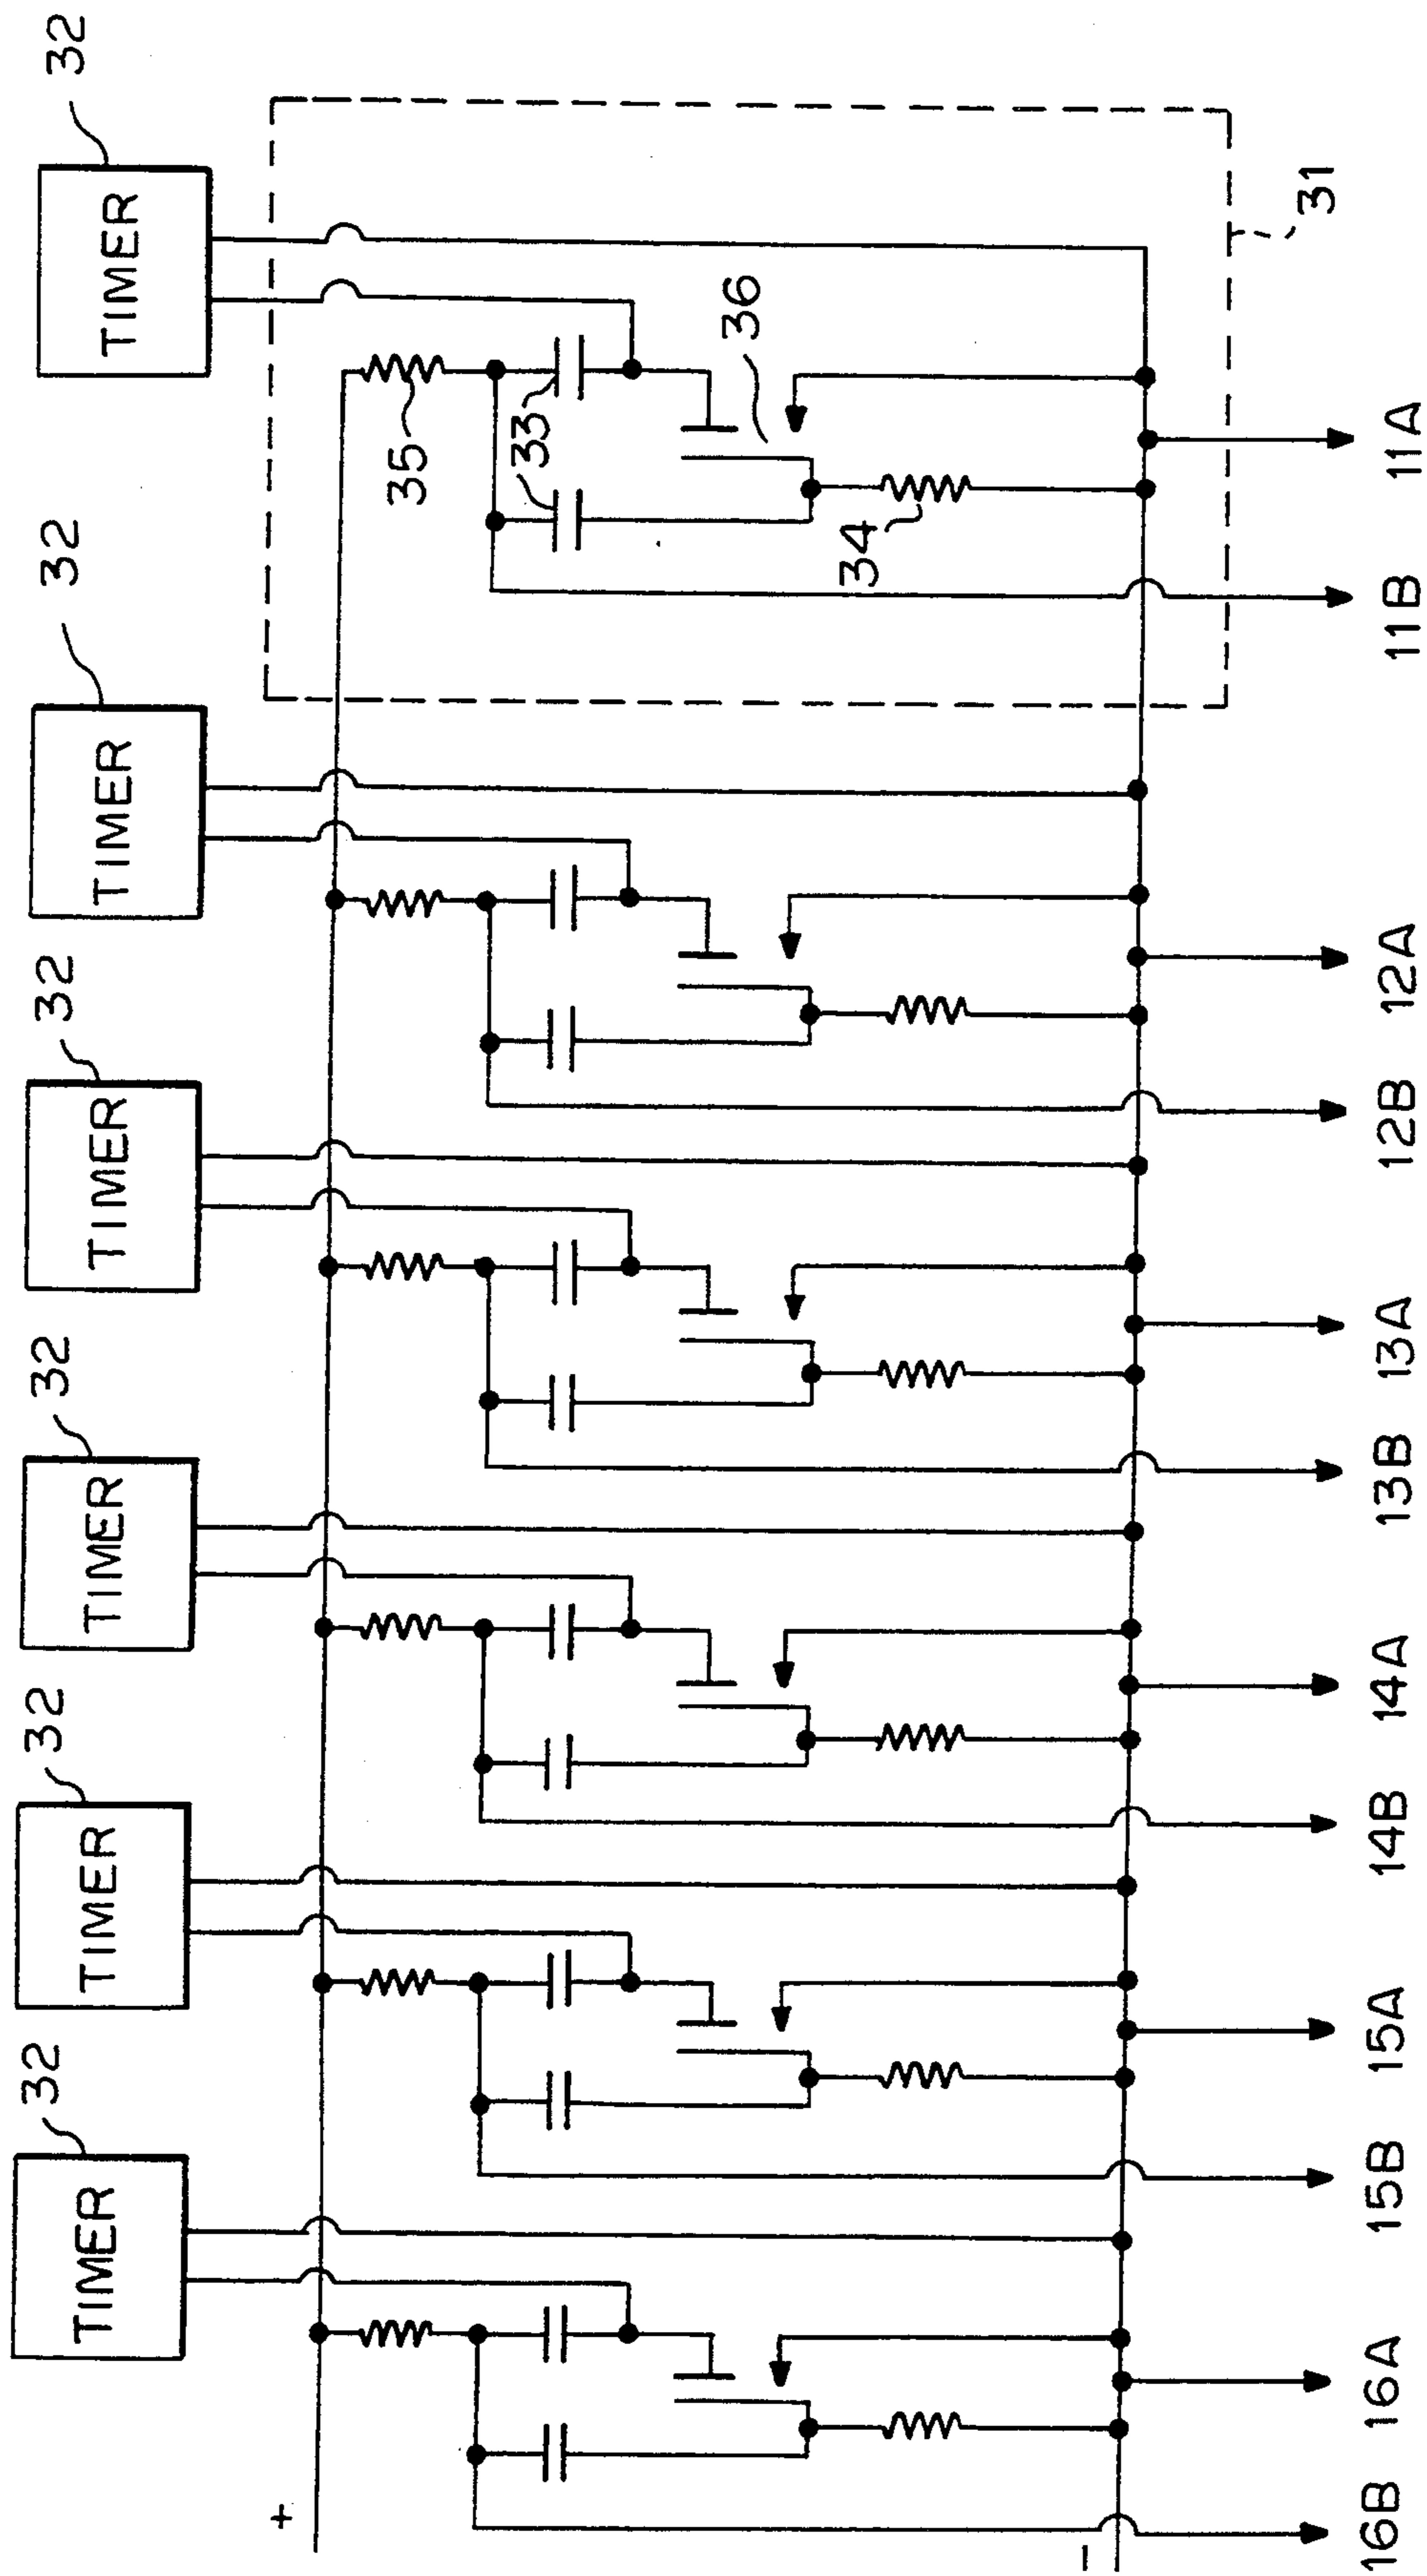 32
32
32
32
32
32
TIMER
TIMER
TIMER
TIMER
TIMER
TIMER
+
35
33
36
34
31
–
16B
16A
15B
15A
14B
14A
13B
13A
12B
12A
11B
11A